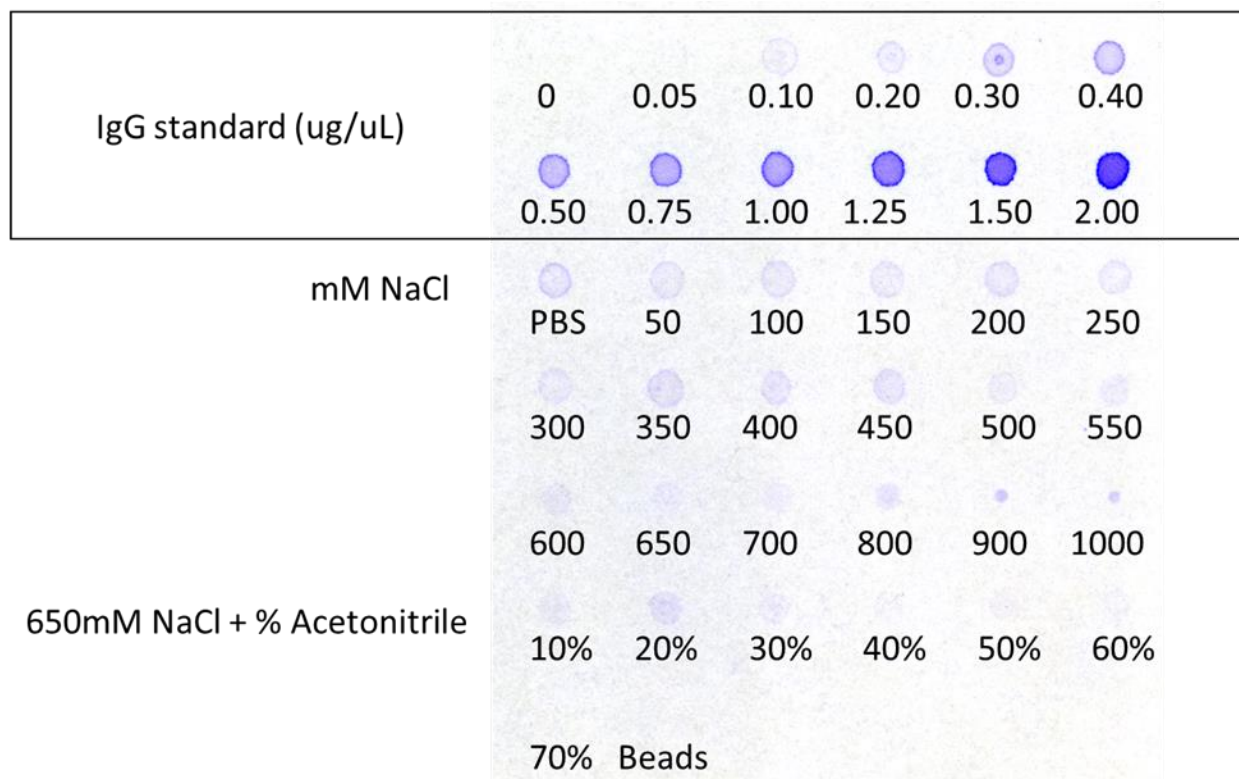 0 0.05 0.10 0.20 0.30 0.40
IgG standard (ug/uL)
0.50 0.75 1.00 1.25 1.50 2.00
mM NaCl
PBS 50 100 150 200 250
300 350 400 450 500 550
600 650 700 800 900 1000
650mM NaCl + % Acetonitrile
10% 20% 30% 40% 50% 60%
70% Beads